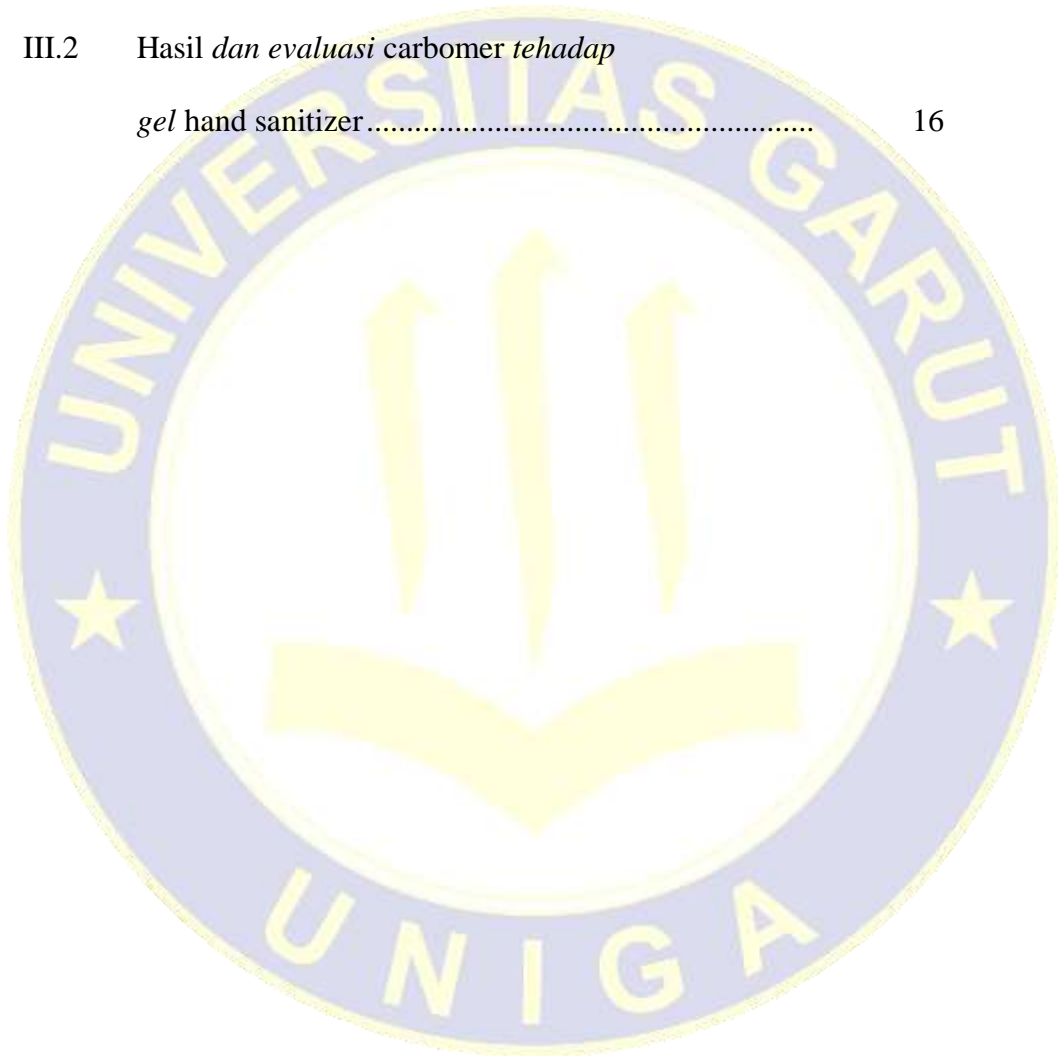 III.2 Hasil dan evaluasi carbomer tehadap
gel hand sanitizer........................................................ 16
UNIVERSITAS GARUT
UNIGA